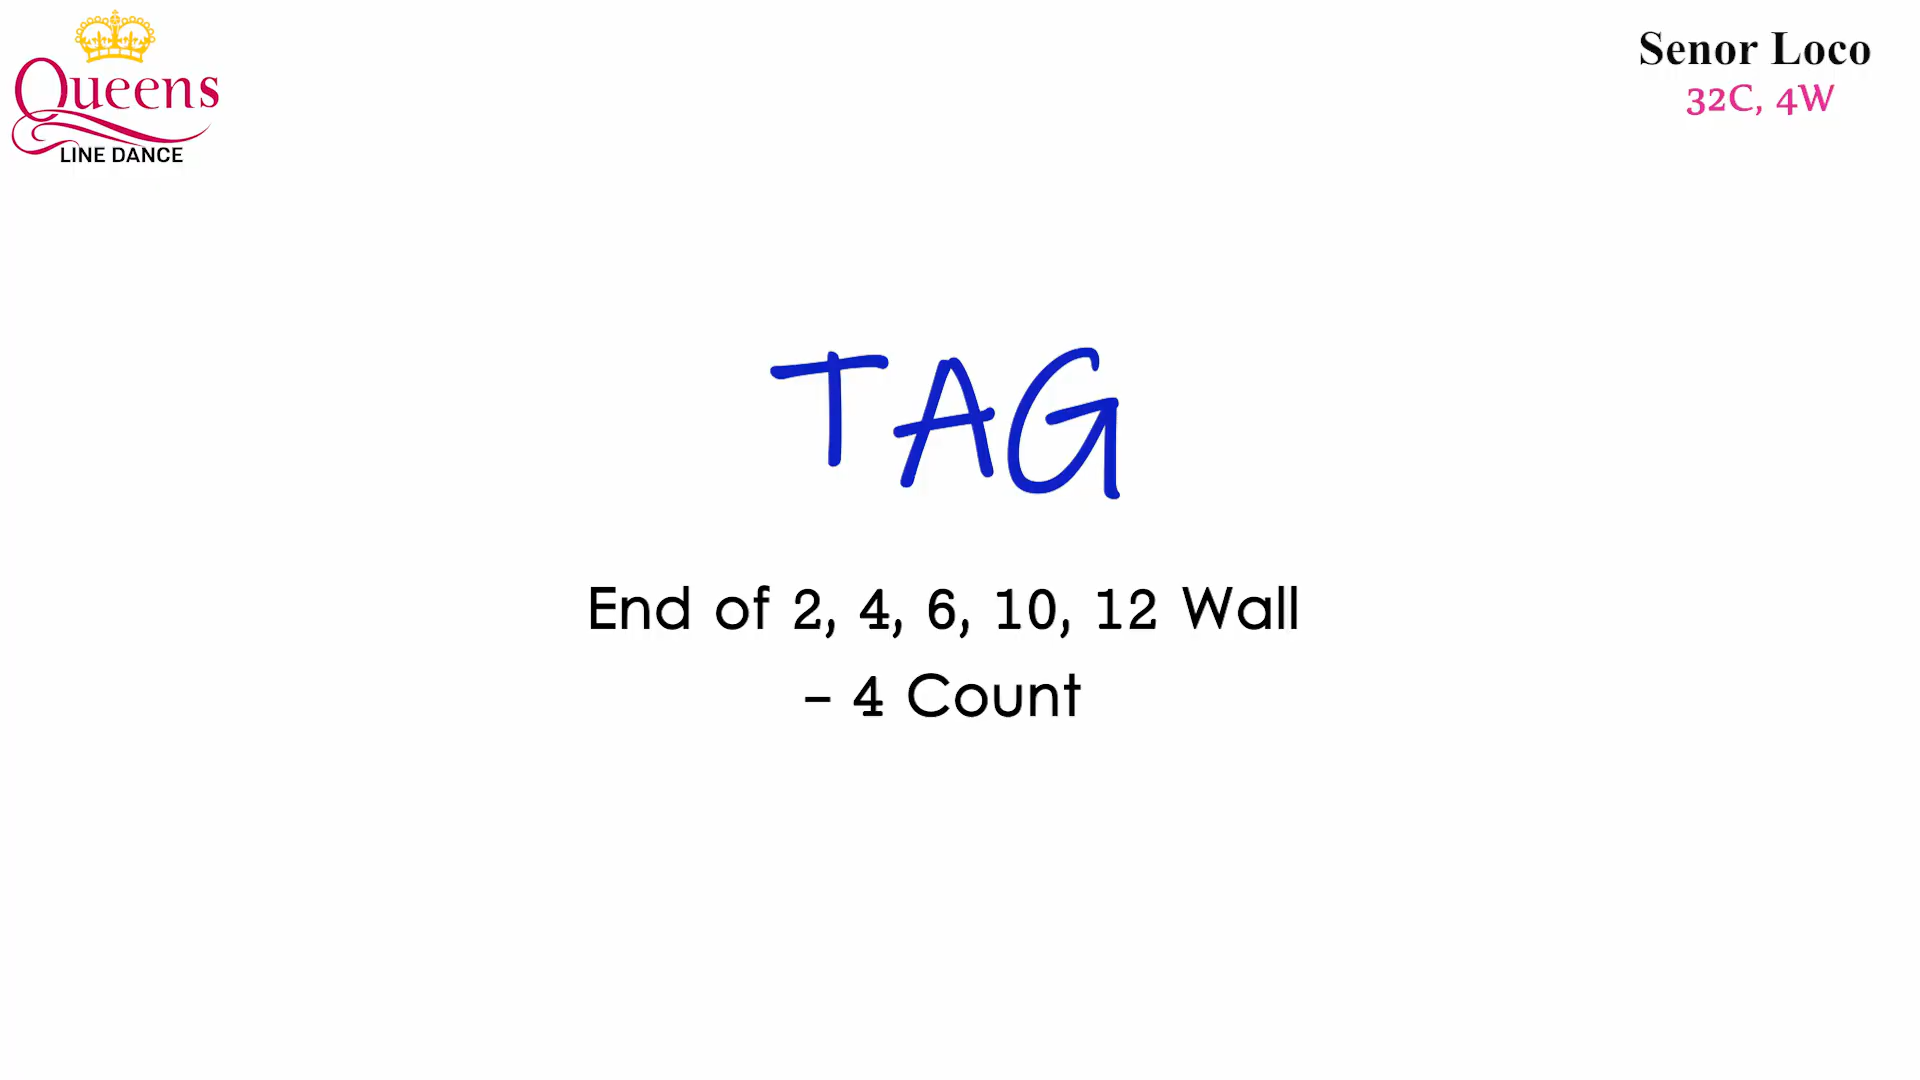 Queens
LINE DANCE
Senor Loco
32C, 4W
TAG
End of 2, 4, 6, 10, 12 Wall
– 4 Count